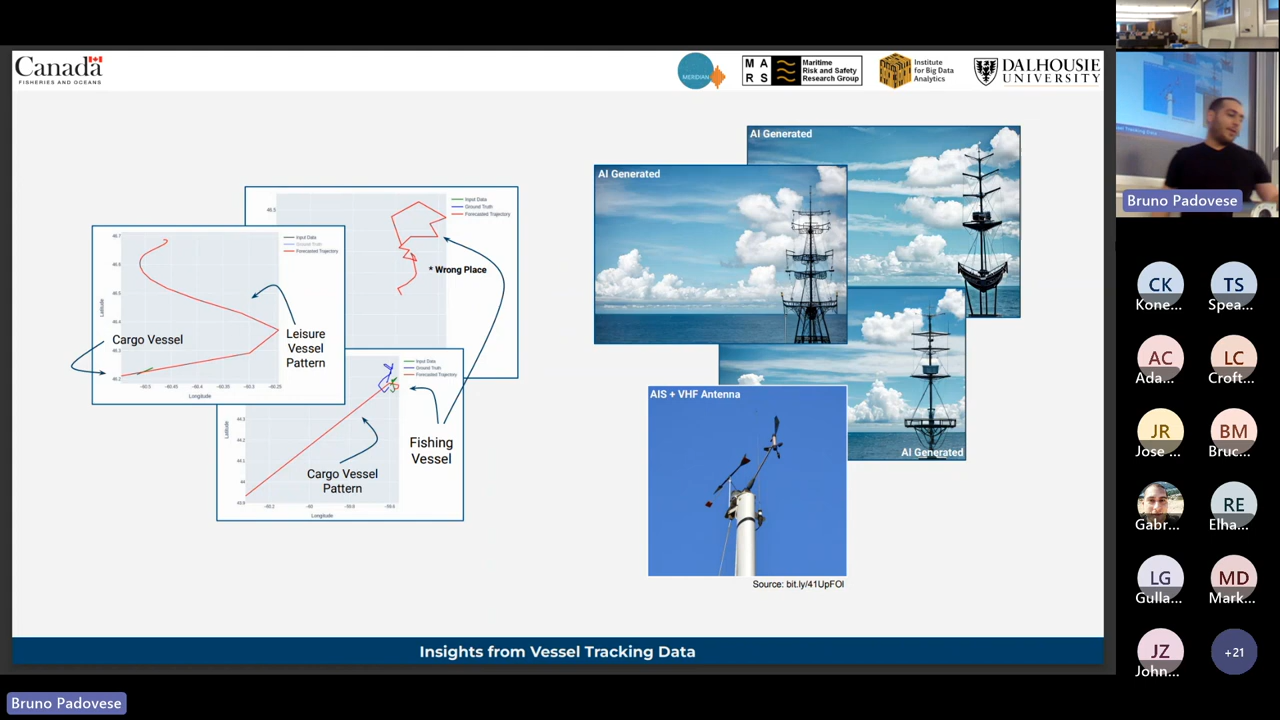 Canada
FISHERIES AND OCEANS
MERIDIAN
M A
R S
Maritime
Risk and Safety
Research Group
Institute
for Big Data
Analytics
DALHOUSIE
UNIVERSITY
Input Data
Ground Truth
Forecasted Trajectory
* Wrong Place
Input Data
Ground Truth
Forecasted Trajectory
Latitude
Longitude
Cargo Vessel
Leisure
Vessel
Pattern
Input Data
Ground Truth
Forecasted Trajectory
Latitude
Longitude
Cargo Vessel
Pattern
Fishing
Vessel
AI Generated
AI Generated
AI Generated
AIS + VHF Antenna
Source: bit.ly/41UpFOI
Insights from Vessel Tracking Data
Bruno Padovese
Bruno Padovese
CK
Kone...
TS
Spea...
AC
Ada...
LC
Croft...
JR
Jose ...
BM
Bruc...
Gabr...
RE
Elha...
LG
Gulla...
MD
Mark...
JZ
John...
+21